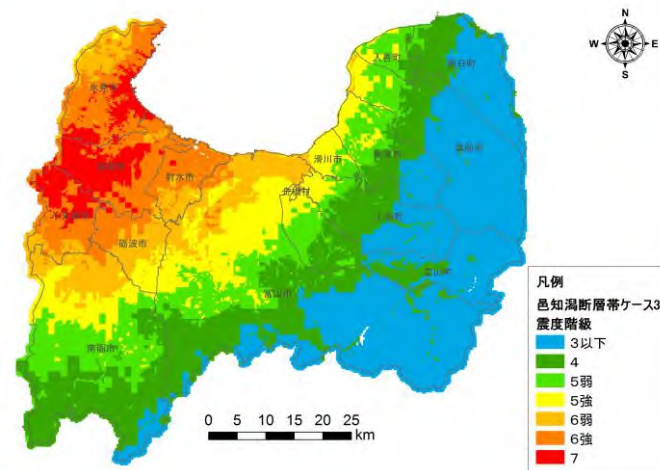 N
W E
S
入善町
朝日町
氷見市
黒部市
滑川市
魚津市
高岡市
射水市
舟橋村
上市町
小矢部市
砺波市
立山町
富山市
南砺市
凡例
邑知潟断層帯ケース3
震度階級
3以下
4
5弱
5強
6弱
6強
7
0 5 10 15 20 25
km